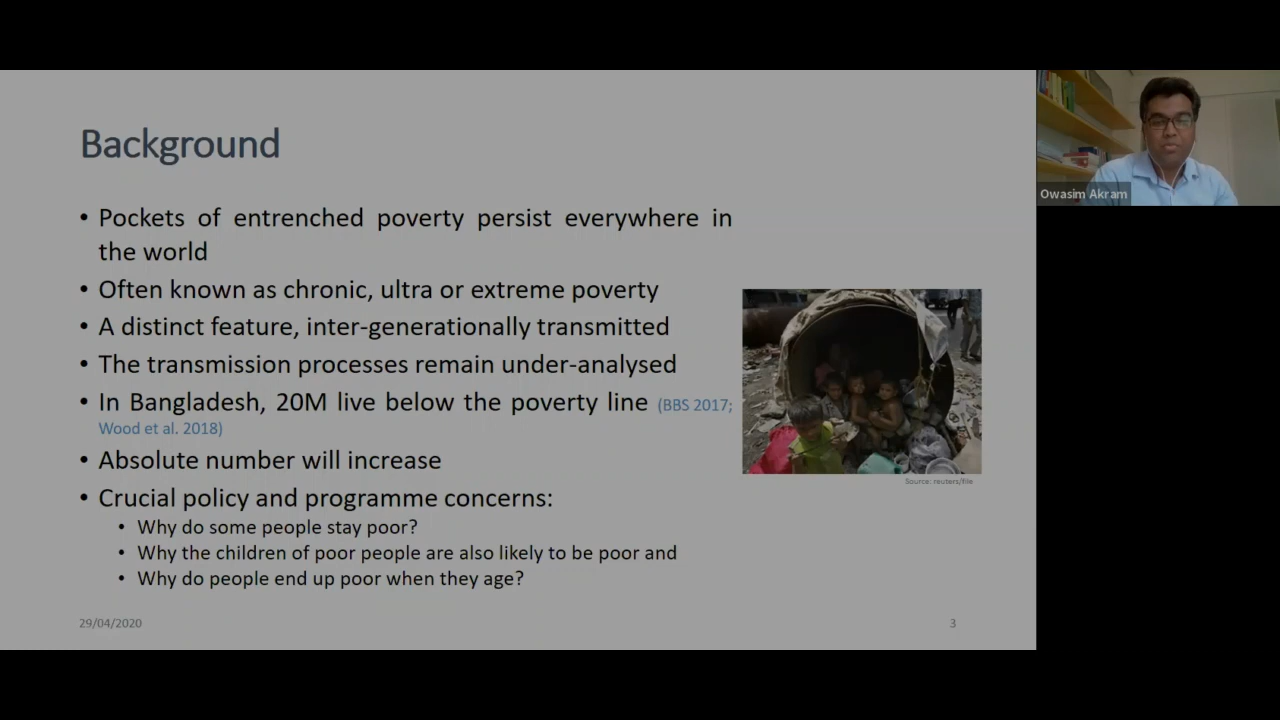 Background
• Pockets of entrenched poverty persist everywhere in
the world
• Often known as chronic, ultra or extreme poverty
• A distinct feature, inter-generationally transmitted
• The transmission processes remain under-analysed
• In Bangladesh, 20M live below the poverty line (BBS 2017;
Wood et al. 2018)
• Absolute number will increase
• Crucial policy and programme concerns:
• Why do some people stay poor?
• Why the children of poor people are also likely to be poor and
• Why do people end up poor when they age?
Source: reuters/file
29/04/2020
3
Owasim Akram